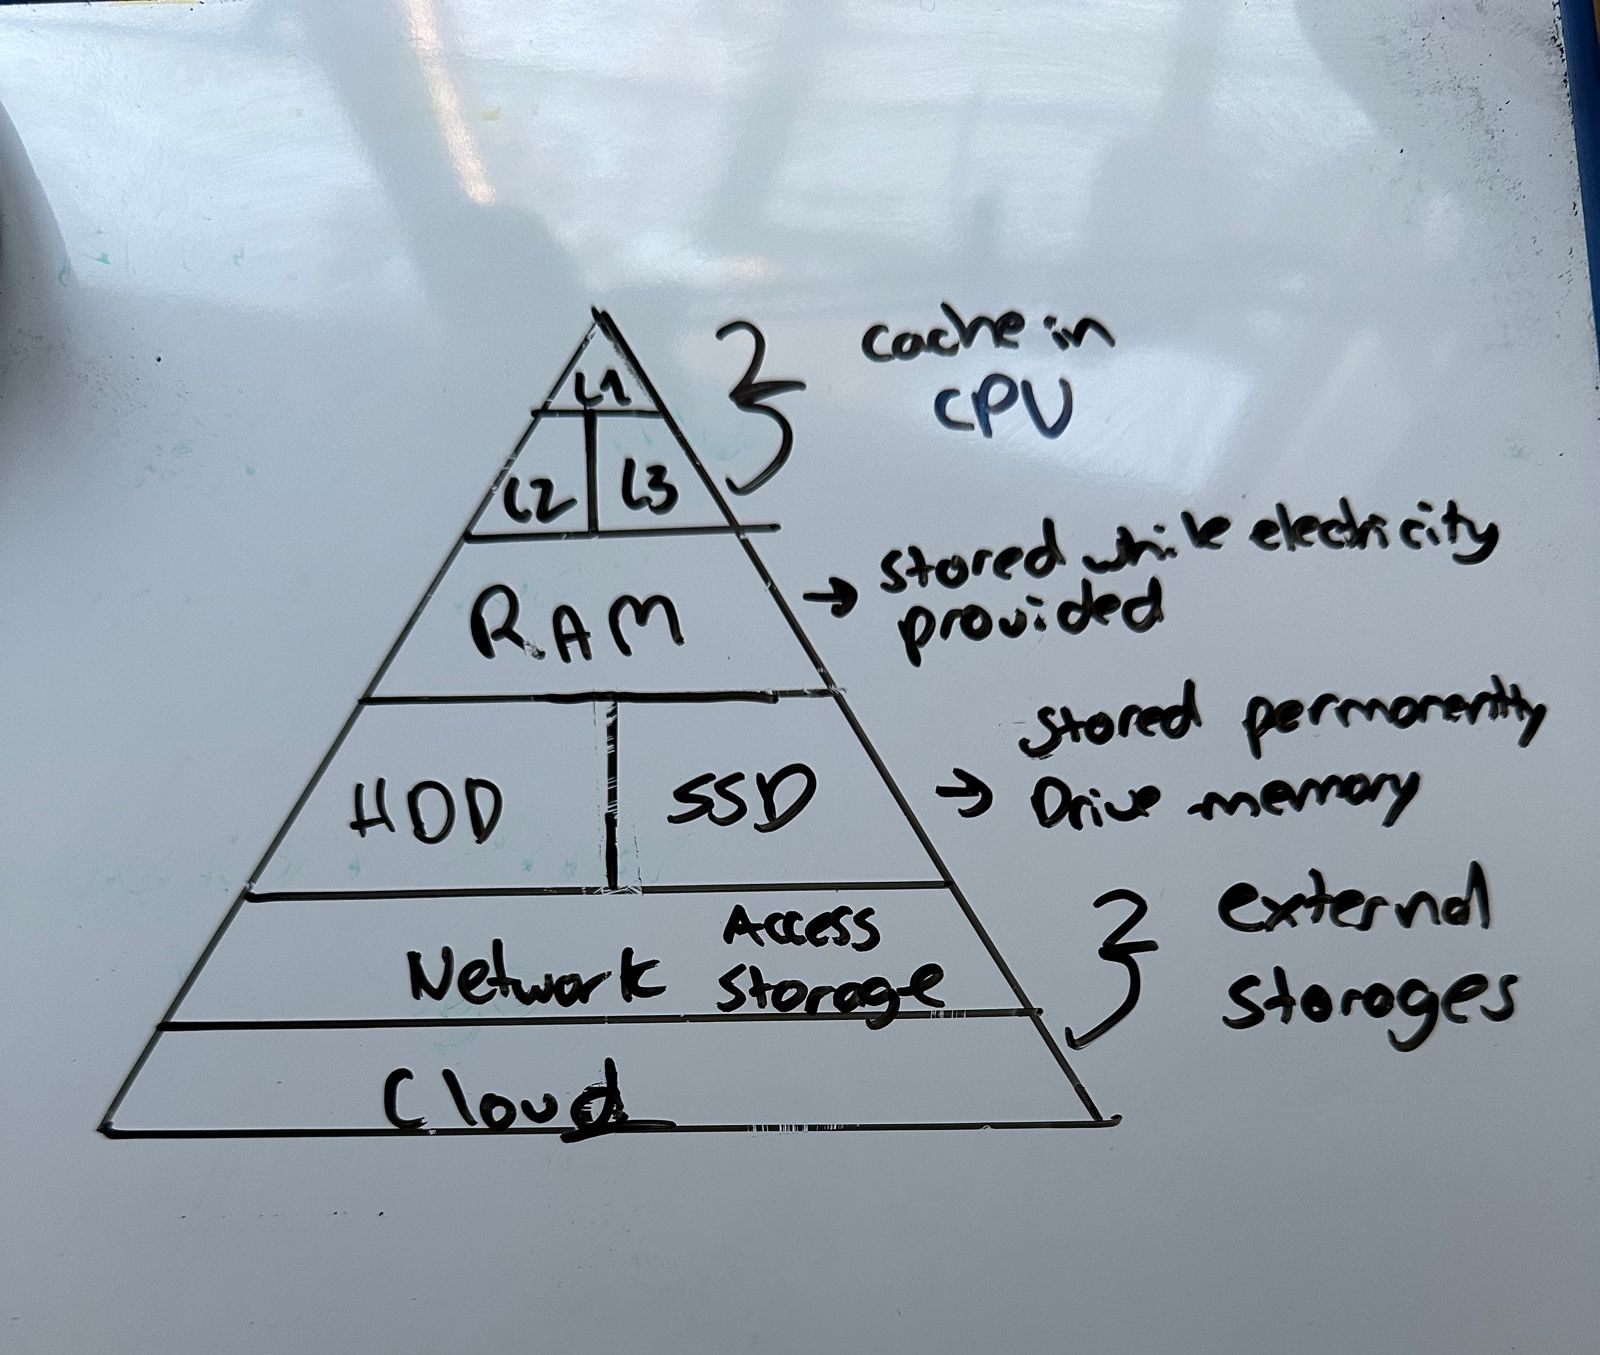 L1
cache in
CPU
L2
L3
RAM
→ stored while electricity
provided
HDD
SSD
stored permanently
→ Drive memory
Network Access
Storage
external
storages
Cloud